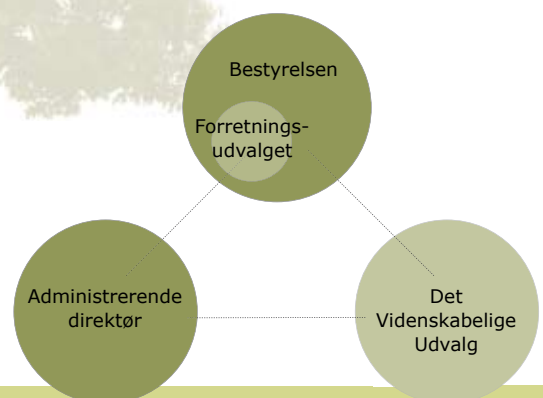 Bestyrelsen
Forretnings-
udvalget
Administrerende
direktør
Det
Videnskabelige
Udvalg